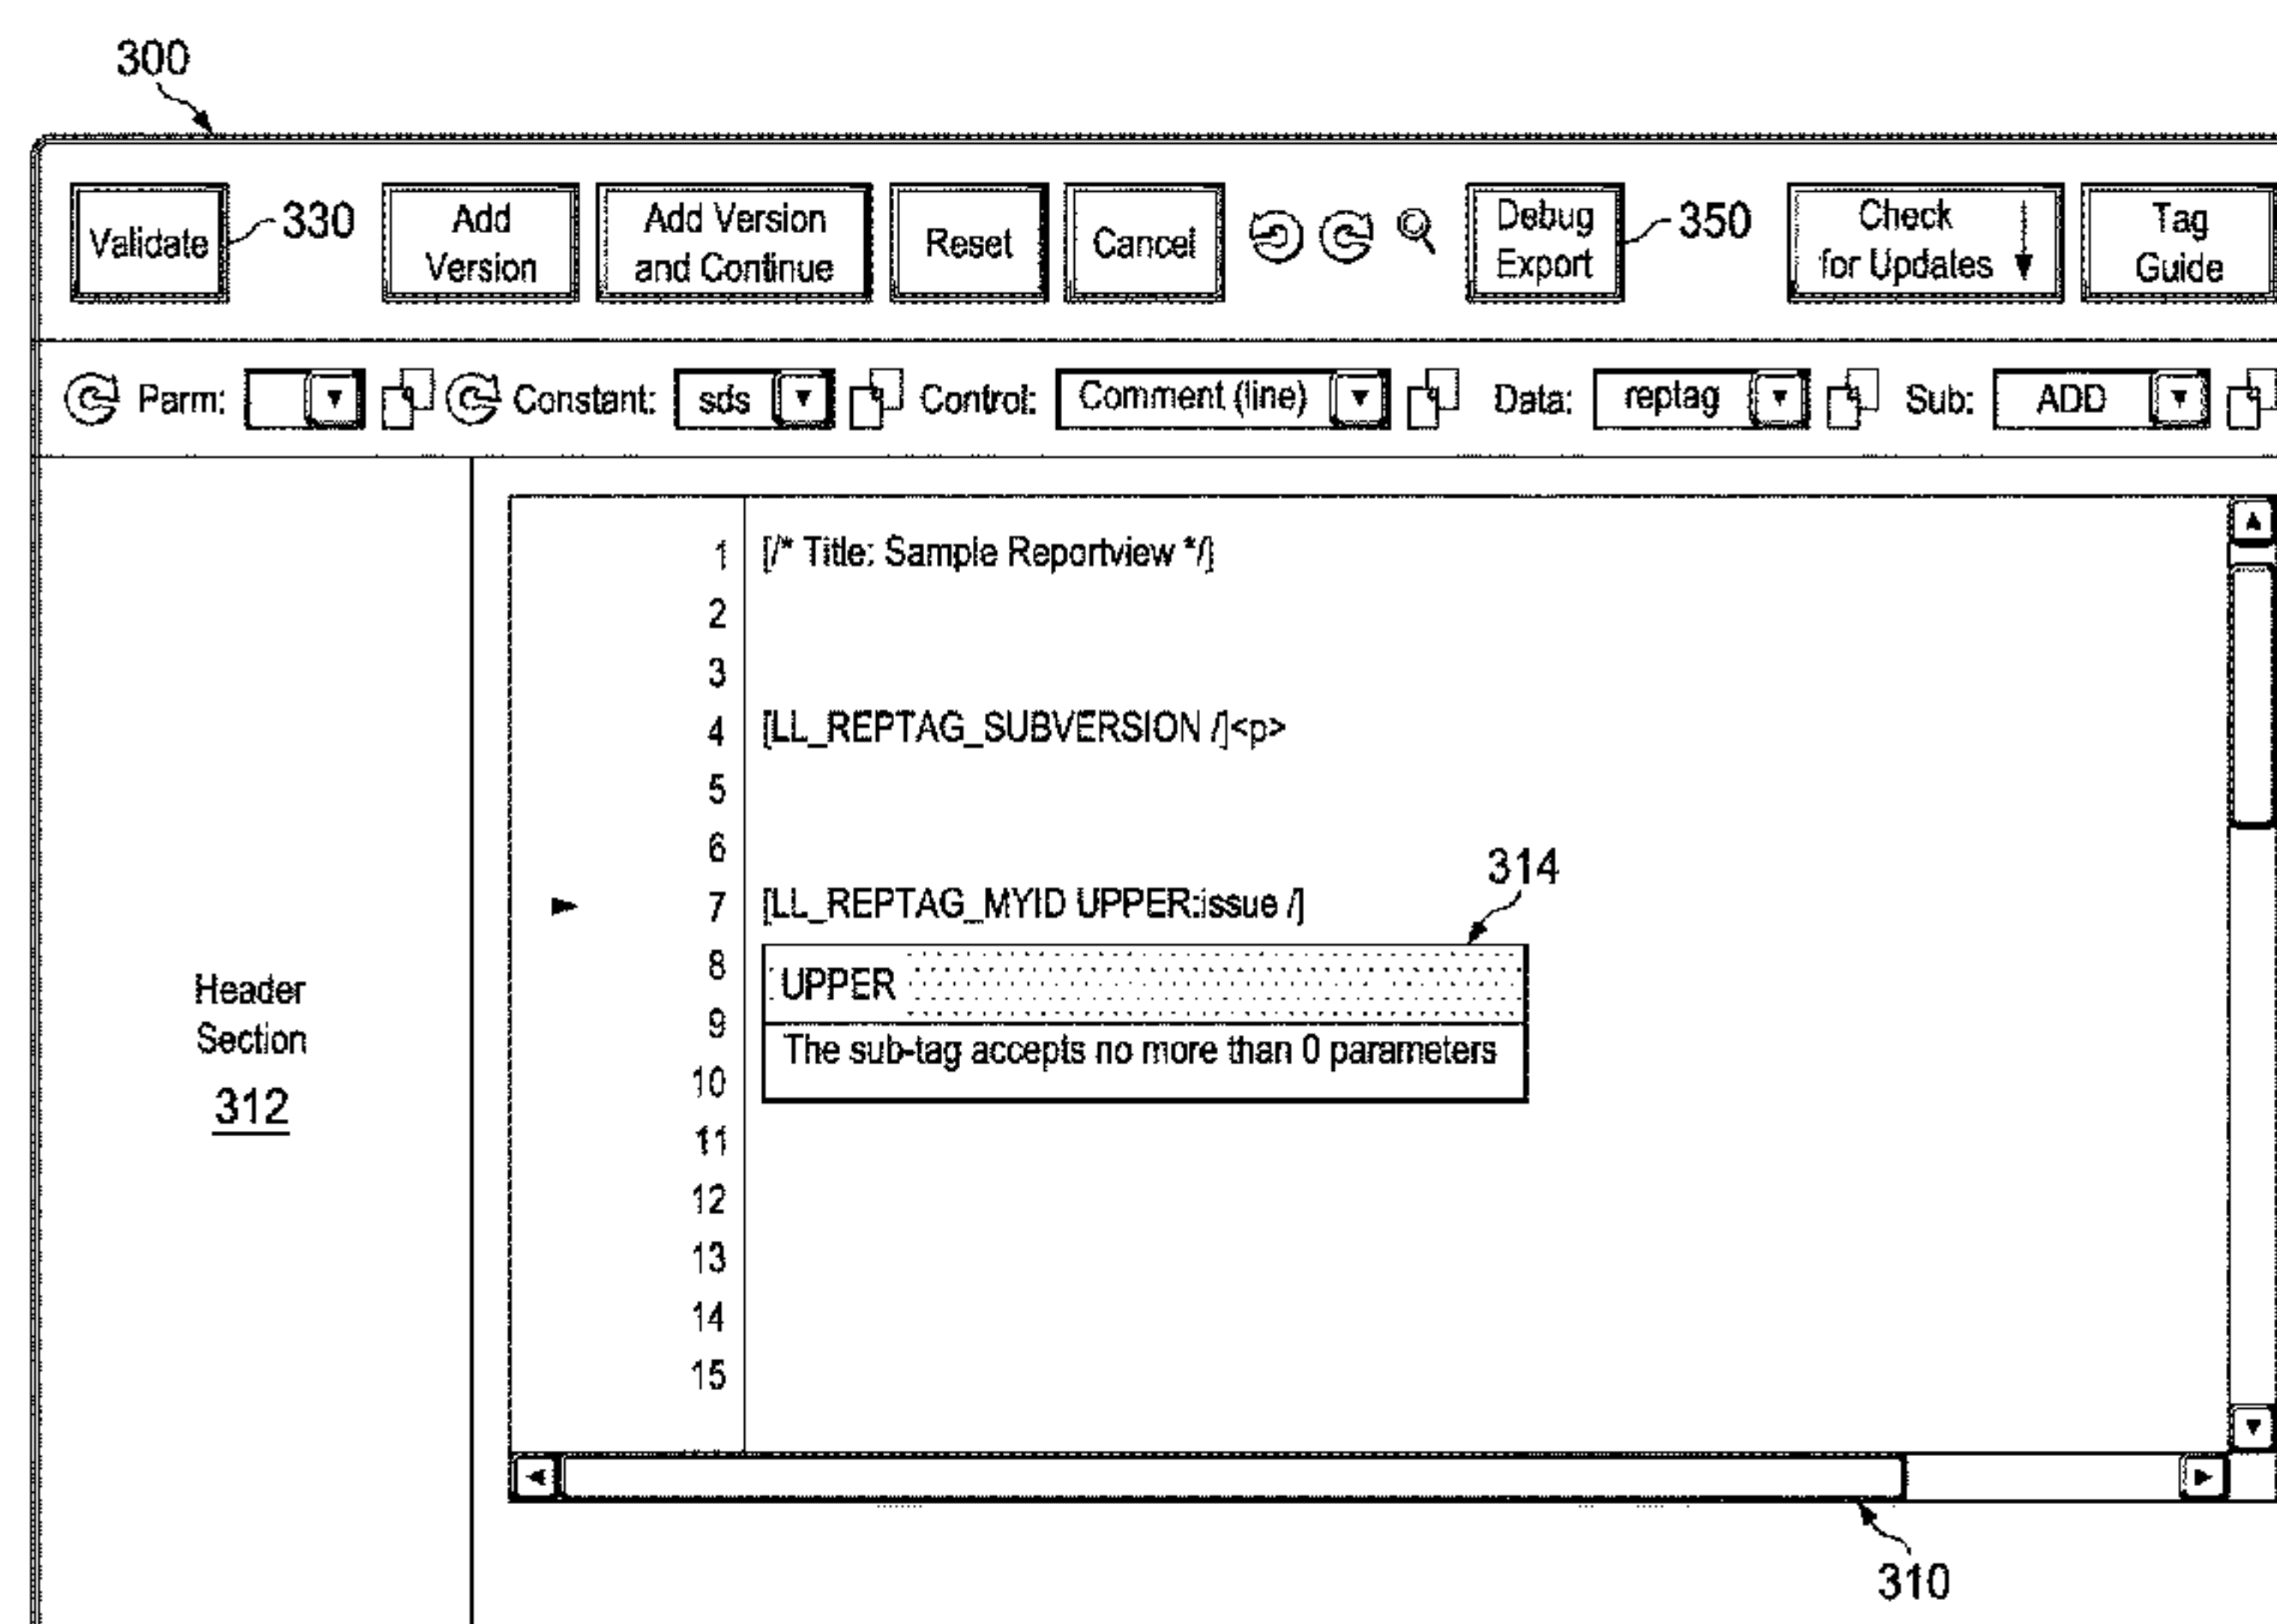 300
Validate
330
Add
Version
Add Version
and Continue
Reset
Cancel
Debug
Export
350
Check
for Updates
Tag
Guide
Parm:
Constant: sds
Control: Comment (line)
Data: reptag
Sub: ADD
1 [/* Title: Sample Reportview */]
2
3
4 [LL_REPTAG_SUBVERSION /]<p>
5
6
314
7 [LL_REPTAG_MYID UPPER:issue /]
8
UPPER
9
The sub-tag accepts no more than 0 parameters
10
11
12
13
14
15
Header
Section
312
310